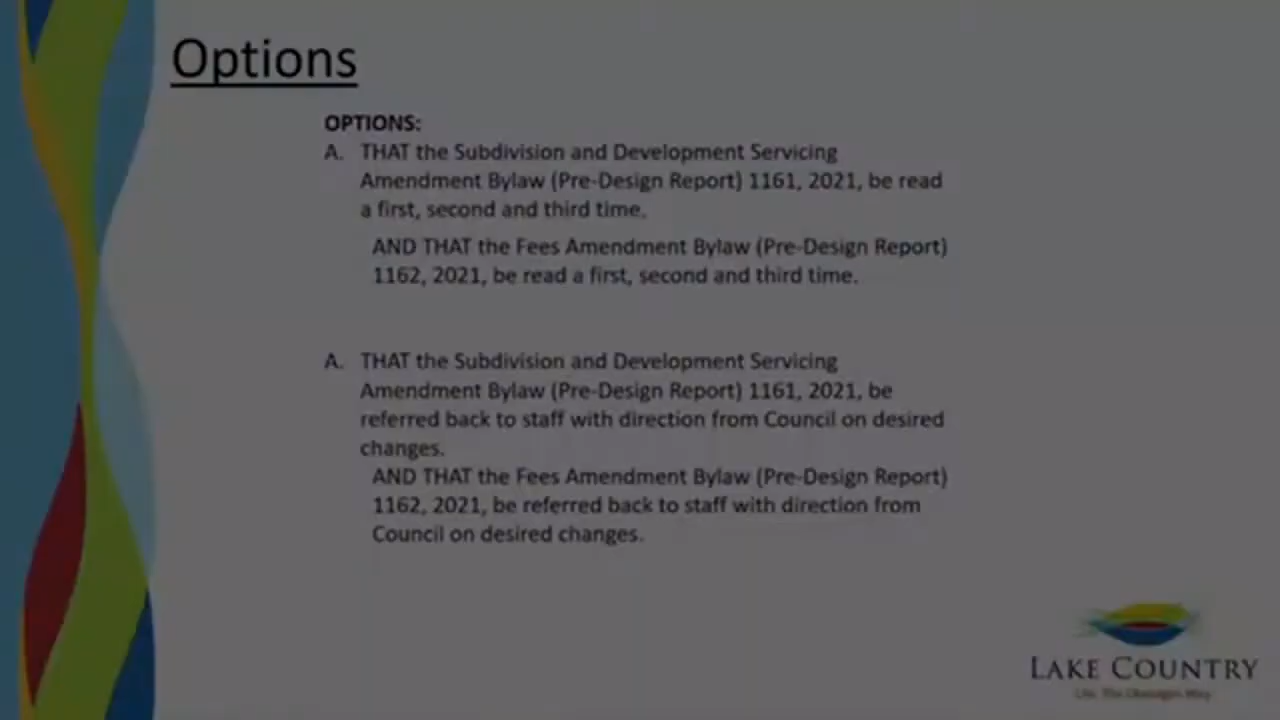 Options
OPTIONS:
A. THAT the Subdivision and Development Servicing
Amendment Bylaw (Pre-Design Report) 1161, 2021, be read
a first, second and third time.
AND THAT the Fees Amendment Bylaw (Pre-Design Report)
1162, 2021, be read a first, second and third time.
A. THAT the Subdivision and Development Servicing
Amendment Bylaw (Pre-Design Report) 1161, 2021, be
referred back to staff with direction from Council on desired
changes.
AND THAT the Fees Amendment Bylaw (Pre-Design Report)
1162, 2021, be referred back to staff with direction from
Council on desired changes.
LAKE COUNTRY
Life. The Okanagan Way.